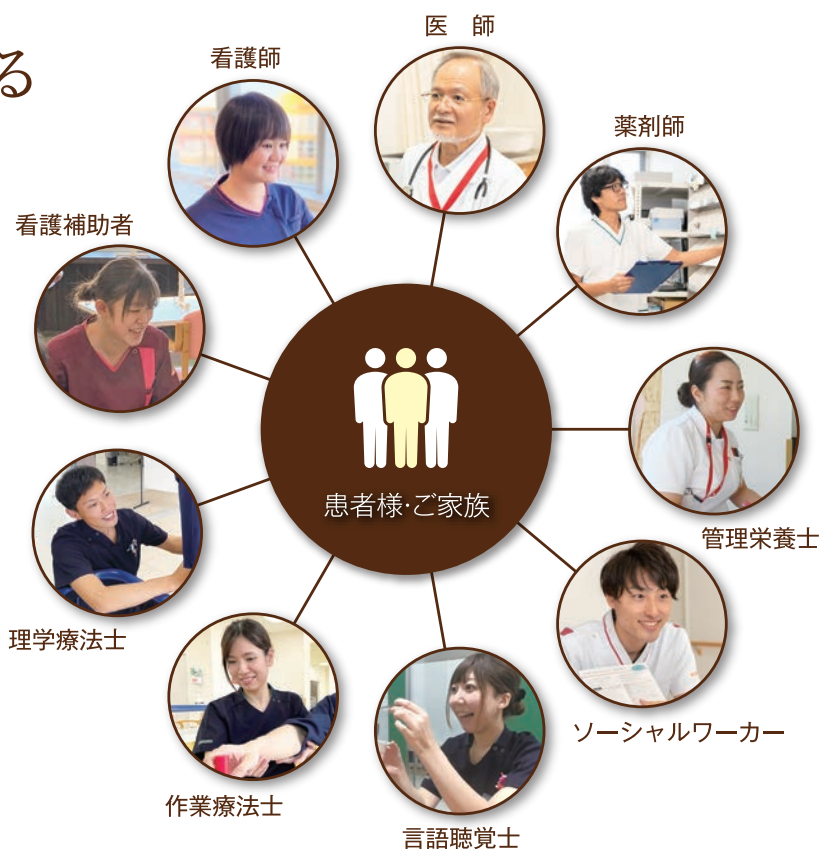 る
医　師
看護師
薬剤師
看護補助者
患者様・ご家族
管理栄養士
理学療法士
ソーシャルワーカー
作業療法士
言語聴覚士